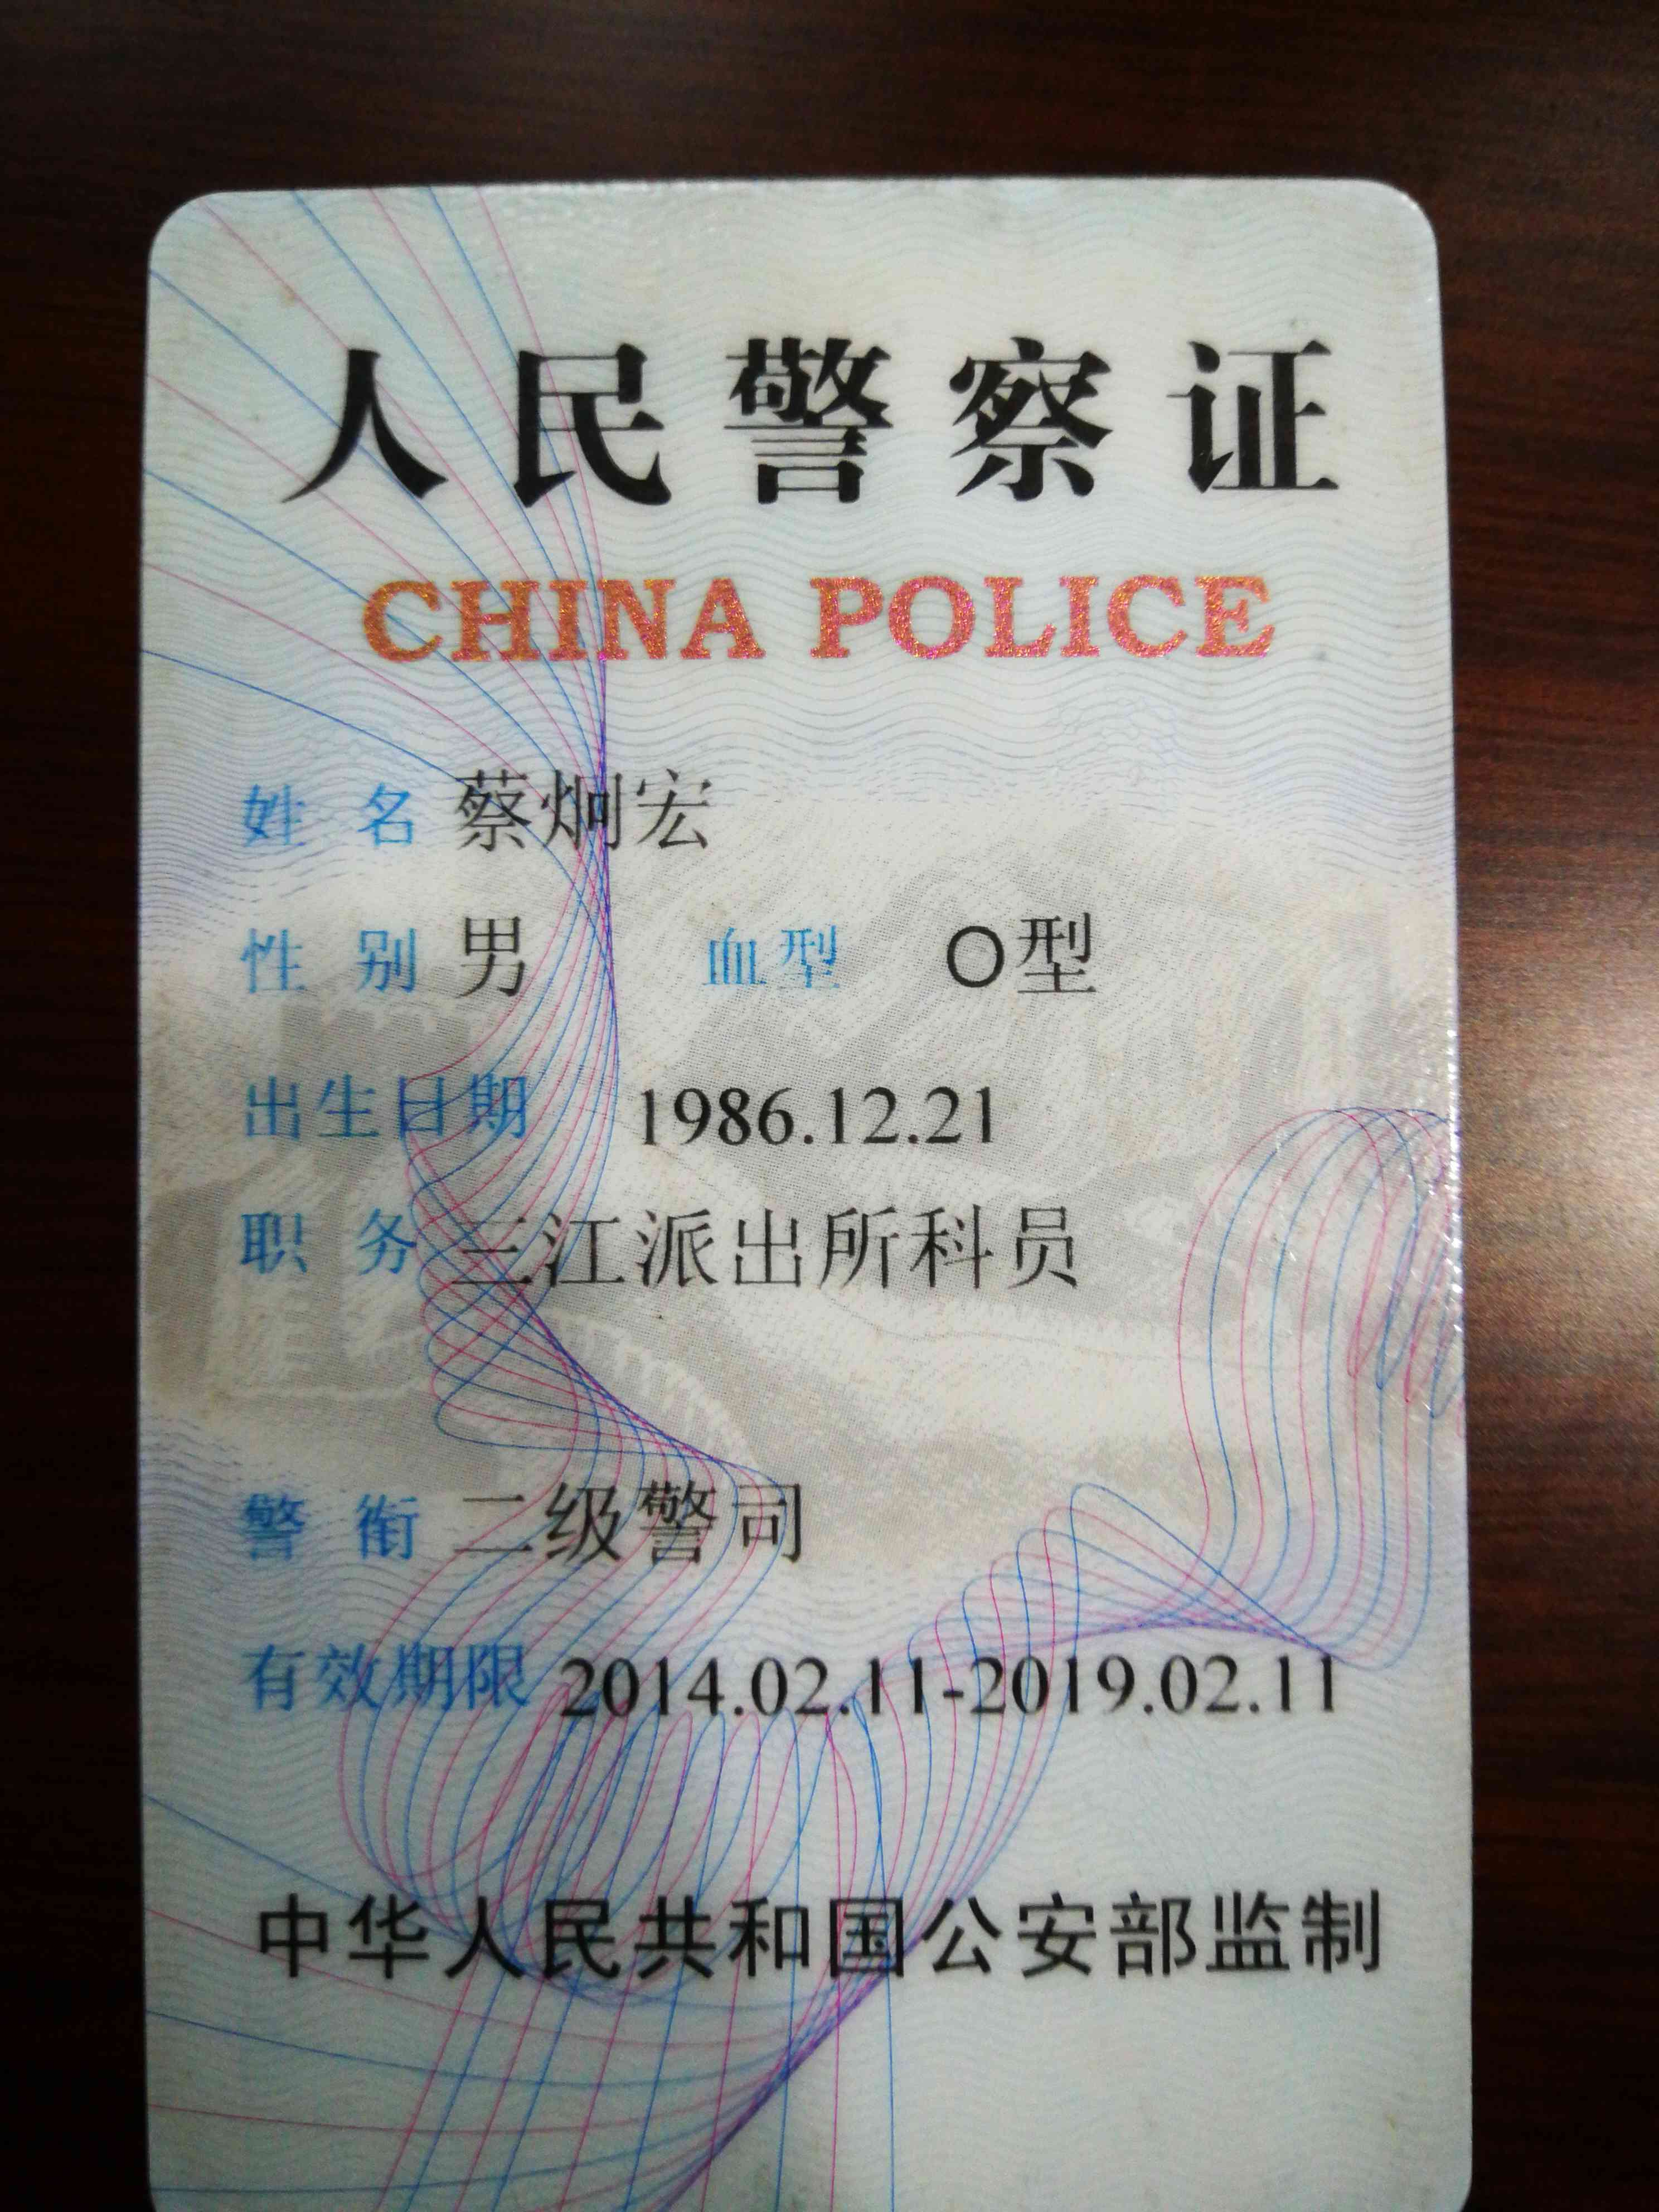 人民警察证
CHINA POLICE
姓 名 蔡炯宏
性 别 男 血型 O型
出生日期 1986.12.21
职 务 三江派出所科员
警 衔 二级警司
有效期限 2014.02.11-2019.02.11
中华人民共和国公安部监制